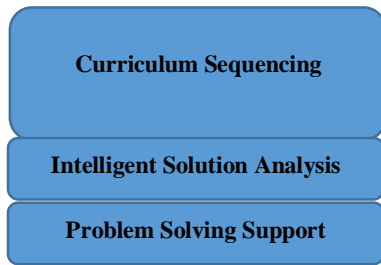 Curriculum Sequencing
Intelligent Solution Analysis
Problem Solving Support